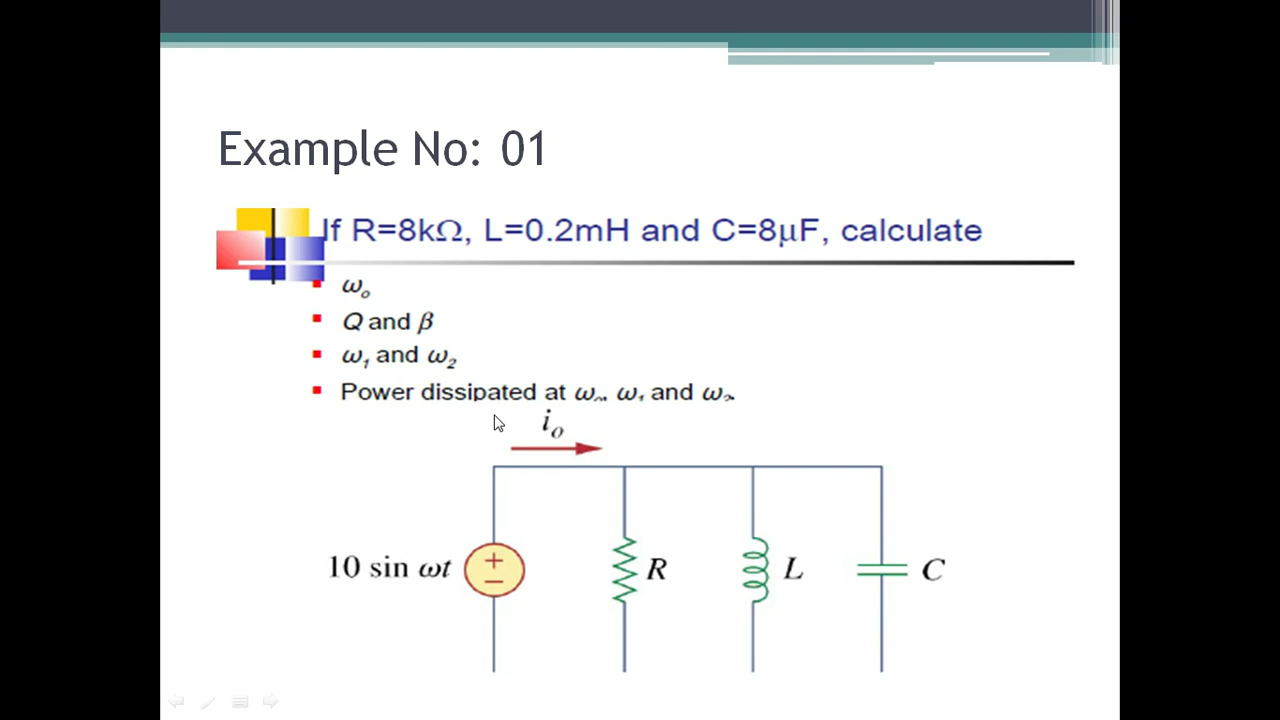 Example No: 01
If R=8kΩ, L=0.2mH and C=8μF, calculate
ω₀
Q and β
ω₁ and ω₂
Power dissipated at ω₀, ω₁ and ω₂.
i₀
10 sin ωt
+
−
R
L
C